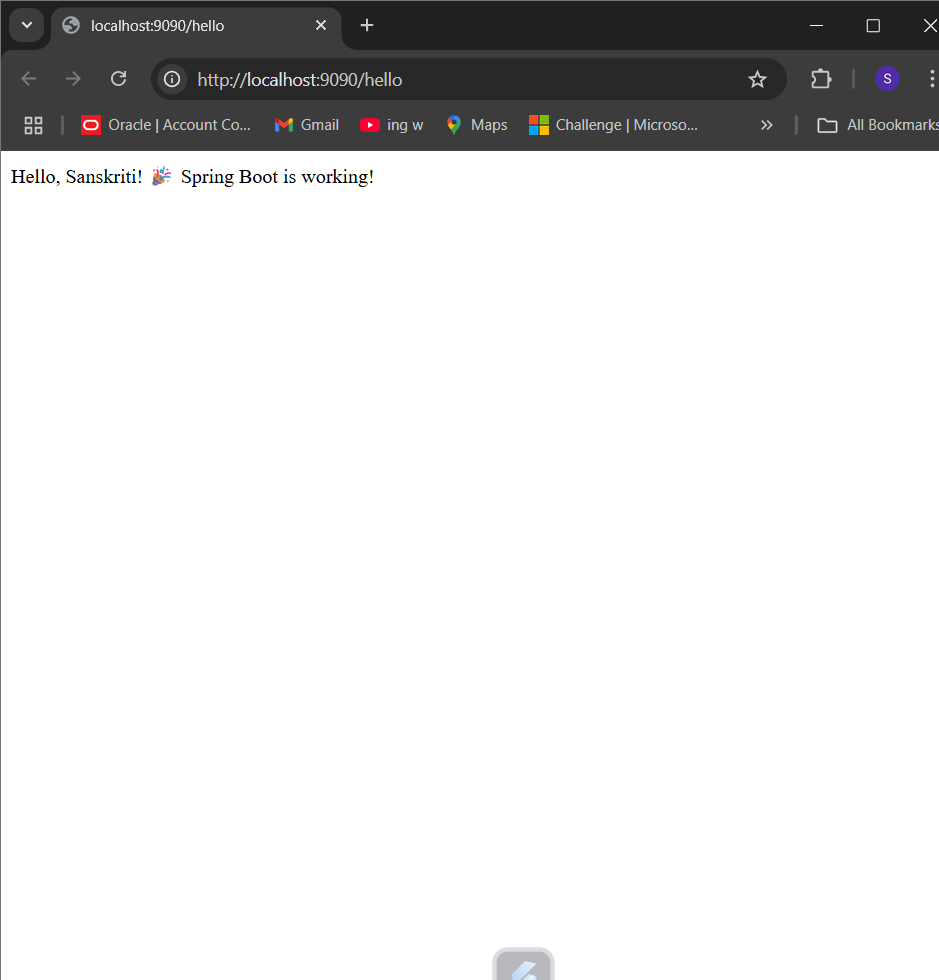 localhost:9090/hello
http://localhost:9090/hello
S
Oracle | Account Co...
Gmail
ing w
Maps
Challenge | Microso...
All Bookmarks
Hello, Sanskriti! 🎉 Spring Boot is working!